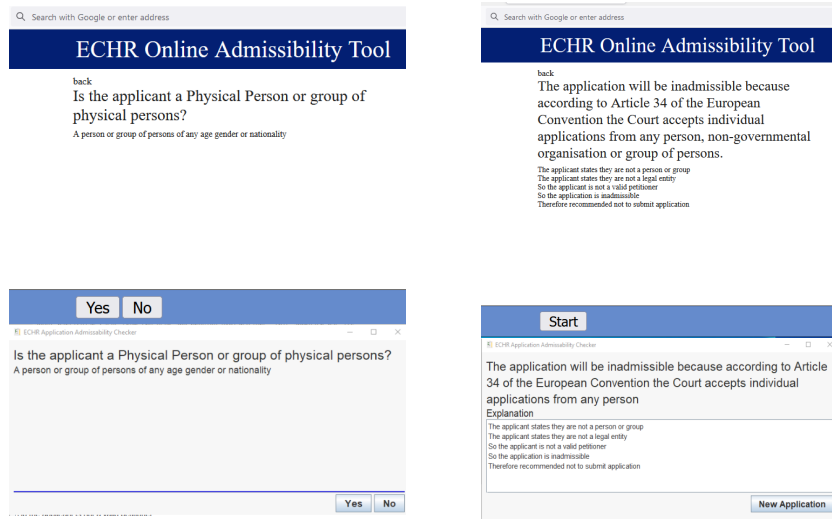 Search with Google or enter address
ECHR Online Admissibility Tool
back
Is the applicant a Physical Person or group of
physical persons?
A person or group of persons of any age gender or nationality
Yes No
ECHR Application Admissability Checker
Is the applicant a Physical Person or group of physical persons?
A person or group of persons of any age gender or nationality
Yes No
Search with Google or enter address
ECHR Online Admissibility Tool
back
The application will be inadmissible because
according to Article 34 of the European
Convention the Court accepts individual
applications from any person, non-governmental
organisation or group of persons.
The applicant states they are not a person or group
The applicant states they are not a legal entity
So the applicant is not a valid petitioner
So the application is inadmissible
Therefore recommended not to submit application
Start
ECHR Application Admissability Checker
The application will be inadmissible because according to Article
34 of the European Convention the Court accepts individual
applications from any person
Explanation
The applicant states they are not a person or group
The applicant states they are not a legal entity
So the applicant is not a valid petitioner
So the application is inadmissible
Therefore recommended not to submit application
New Application